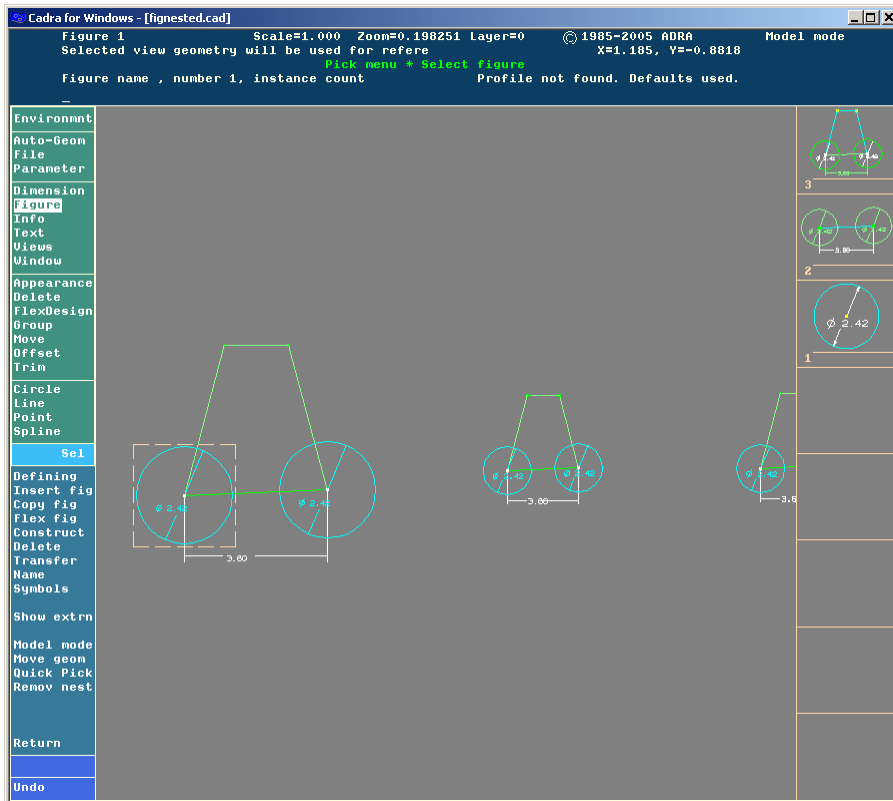 Cadra for Windows - [fignested.cad]
Figure 1 Scale=1.000 Zoom=0.198251 Layer=0 © 1985-2005 ADRA Model mode
Selected view geometry will be used for refere X=1.185, Y=-0.8818
Pick menu * Select figure
Figure name , number 1, instance count Profile not found. Defaults used.
_
Environmnt
Auto-Geom
File
Parameter
Dimension
Figure
Info
Text
Views
Window
Appearance
Delete
FlexDesign
Group
Move
Offset
Trim
Circle
Line
Point
Spline
Sel
Defining
Insert fig
Copy fig
Flex fig
Construct
Delete
Transfer
Name
Symbols
Show extrn
Model mode
Move geom
Quick Pick
Remov nest
Return
Undo
ϕ 2.42
ϕ 2.42
3.60
ϕ 2.42
ϕ 2.42
3.60
3.6
3
2
ϕ 2.42
1